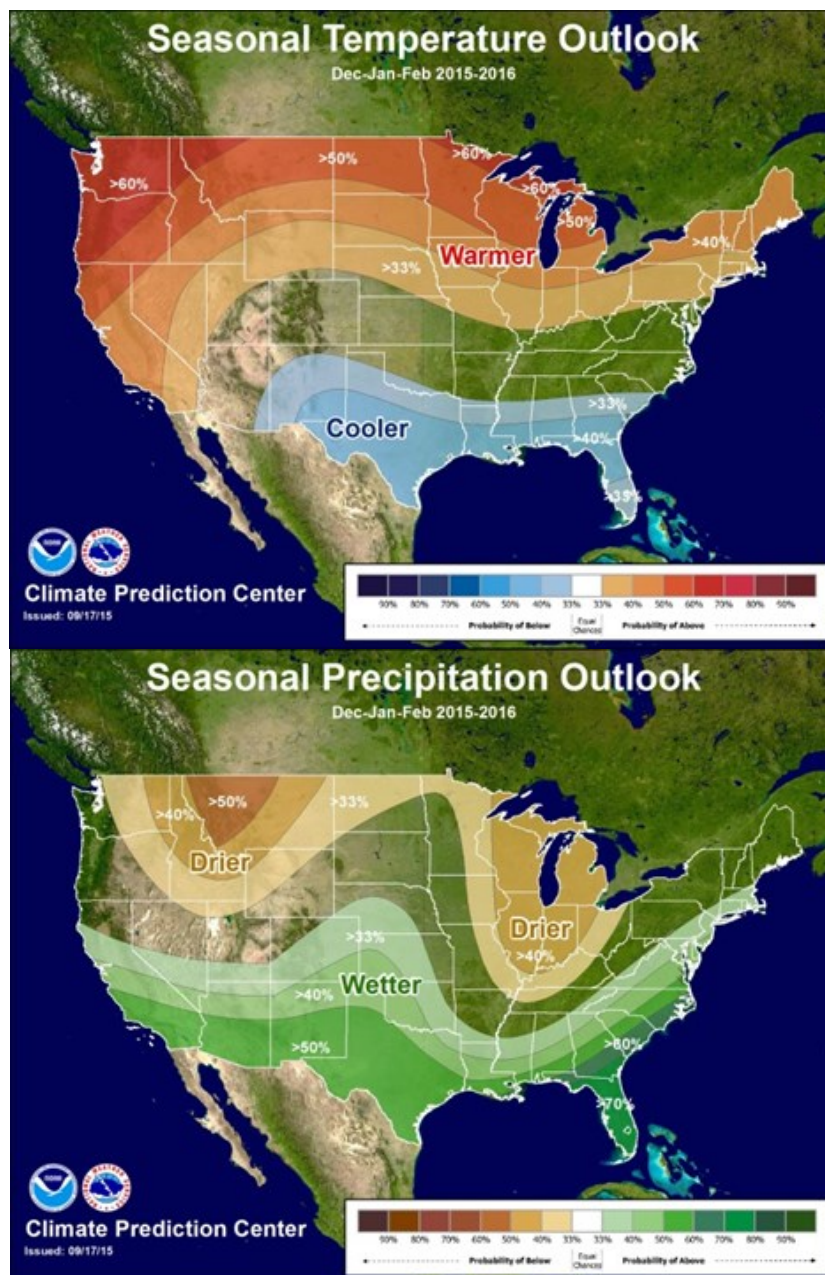 Seasonal Temperature Outlook
Dec-Jan-Feb 2015-2016
>60%
>50%
>60%
>60%
>50%
>40%
Warmer
>33%
Cooler
>33%
>40%
>33%
Climate Prediction Center
Issued: 09/17/15
90% 80% 70% 60% 50% 40% 33% 33% 40% 50% 60% 70% 80% 90%
Probability of Below Equal Chances Probability of Above
Seasonal Precipitation Outlook
Dec-Jan-Feb 2015-2016
>50%
>33%
>40%
Drier
Drier
>33%
>40%
Wetter
>40%
>50%
>60%
>70%
Climate Prediction Center
Issued: 09/17/15
90% 80% 70% 60% 50% 40% 33% 33% 40% 50% 60% 70% 80% 90%
Probability of Below Equal Chances Probability of Above